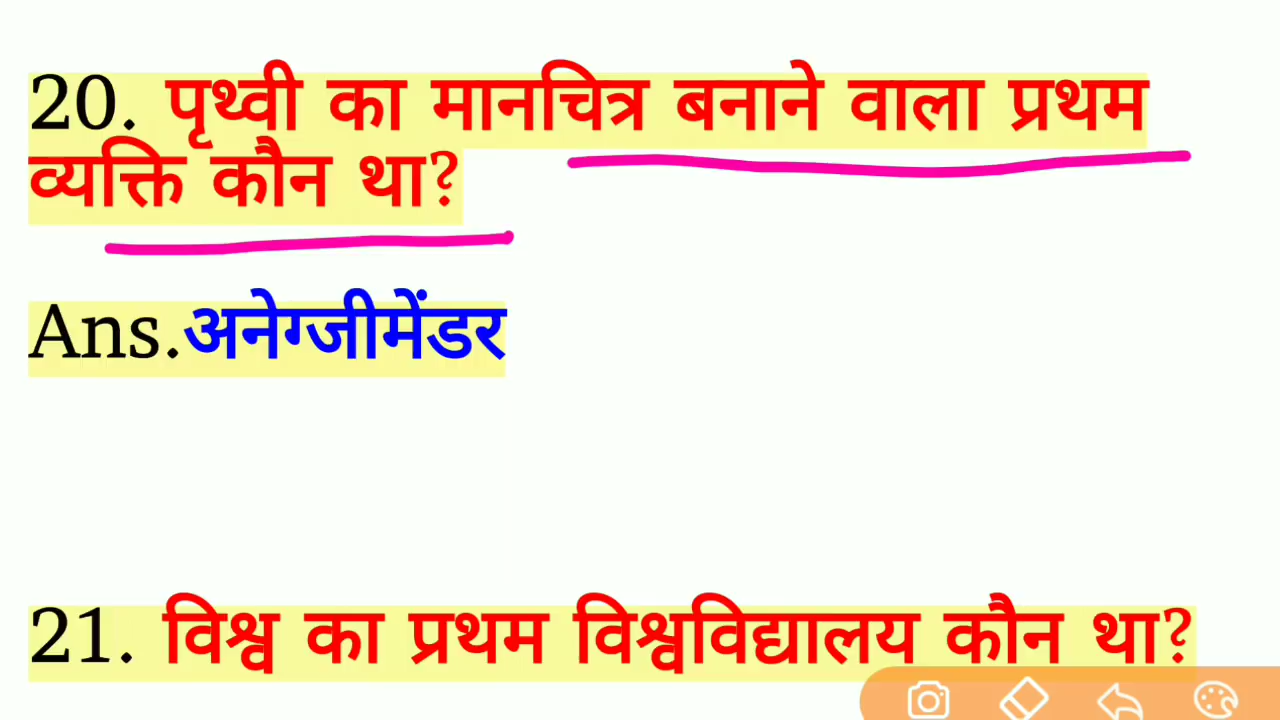 20. पृथ्वी का मानचित्र बनाने वाला प्रथम
व्यक्ति कौन था?
Ans.अनेग्जीमेंडर
21. विश्व का प्रथम विश्वविद्यालय कौन था?